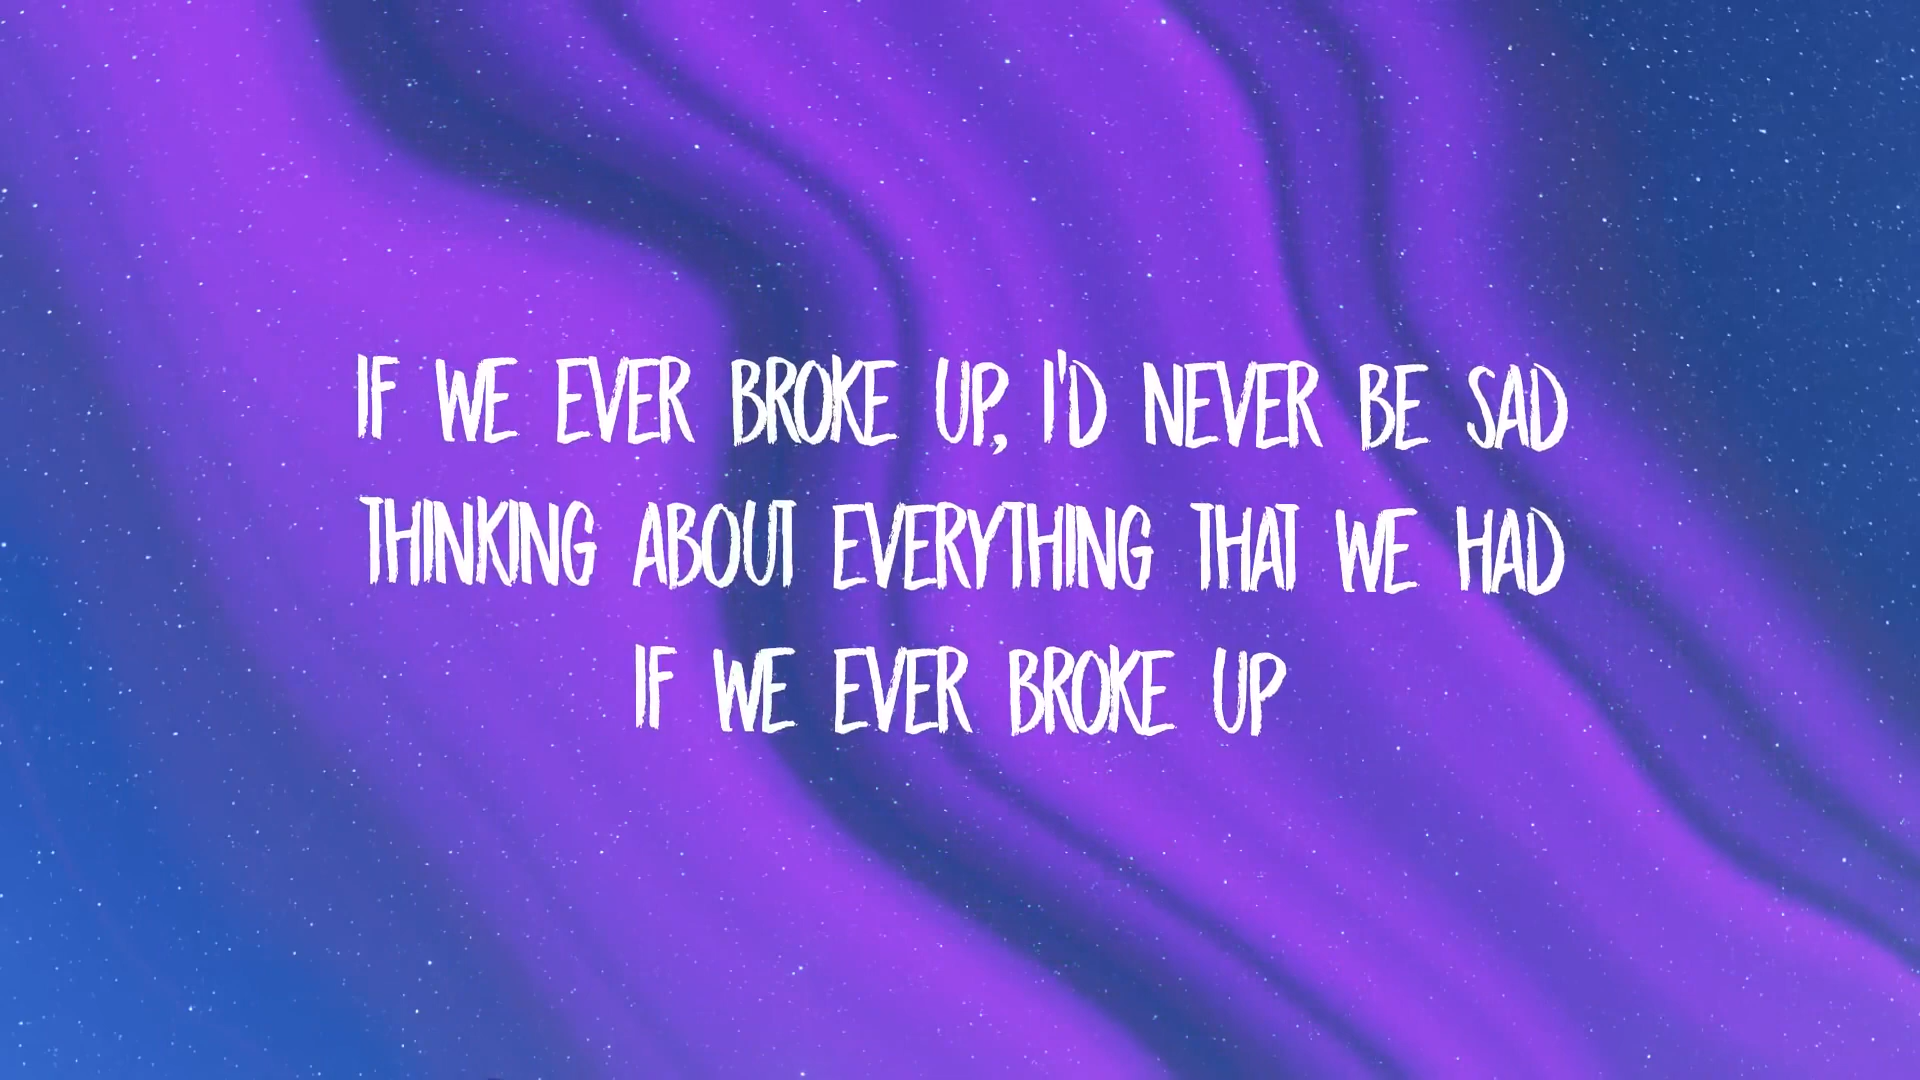 IF WE EVER BROKE UP, I'D NEVER BE SAD
THINKING ABOUT EVERYTHING THAT WE HAD
IF WE EVER BROKE UP